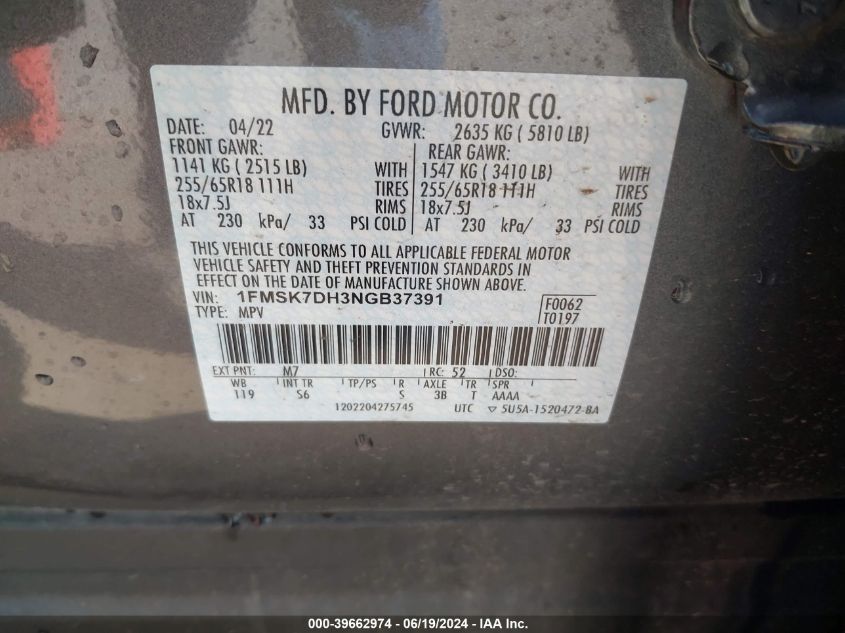 MFD. BY FORD MOTOR CO.
DATE: 04/22 GVWR: 2635 KG ( 5810 LB)
FRONT GAWR: REAR GAWR:
1141 KG ( 2515 LB) WITH 1547 KG ( 3410 LB) WITH
255/65R18 111H TIRES 255/65R18 111H TIRES
18x7.5J RIMS 18x7.5J RIMS
AT 230 kPa/ 33 PSI COLD AT 230 kPa/ 33 PSI COLD
THIS VEHICLE CONFORMS TO ALL APPLICABLE FEDERAL MOTOR
VEHICLE SAFETY AND THEFT PREVENTION STANDARDS IN
EFFECT ON THE DATE OF MANUFACTURE SHOWN ABOVE.
VIN: 1FMSK7DH3NGB37391 F0062
TYPE: MPV T0197
EXT PNT: M7 RC: 52 DSO:
WB INT TR TP/PS R AXLE TR SPR
119 S6 S 3B T AAAA
1202204275745 UTC ▽ 5U5A-1520472-BA
000-39662974 - 06/19/2024 - IAA Inc.